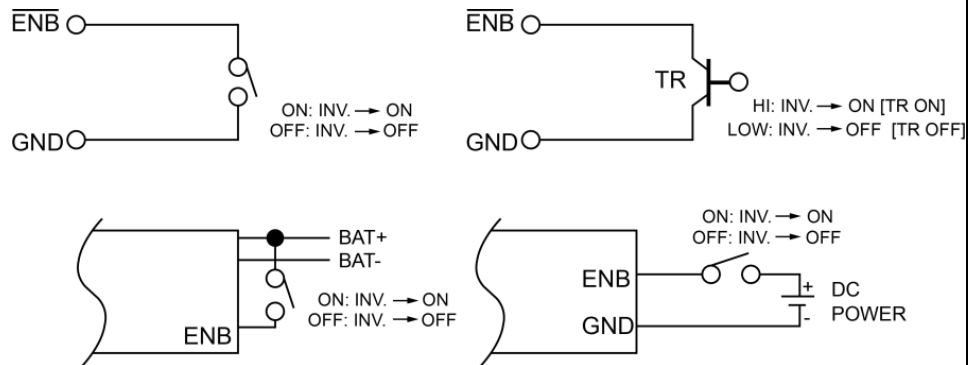 ENB
GND
ON: INV. → ON
OFF: INV. → OFF
ENB
TR
HI: INV. → ON [TR ON]
LOW: INV. → OFF [TR OFF]
GND
BAT+
BAT-
ON: INV. → ON
OFF: INV. → OFF
ENB
ON: INV. → ON
OFF: INV. → OFF
ENB
+ DC
- POWER
GND